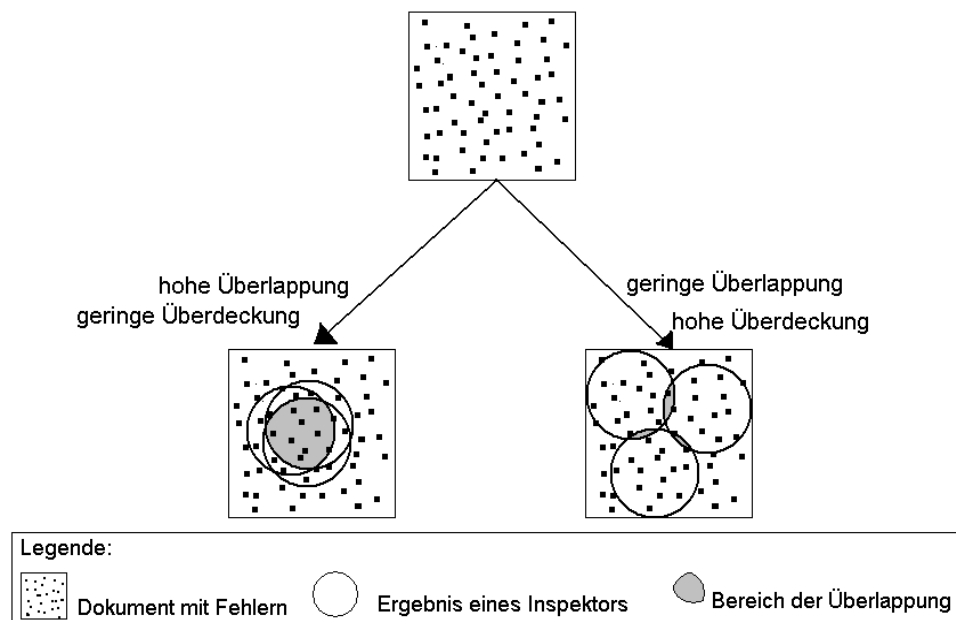 hohe Überlappung
geringe Überdeckung
geringe Überlappung
hohe Überdeckung
Legende:
Dokument mit Fehlern
Ergebnis eines Inspektors
Bereich der Überlappung